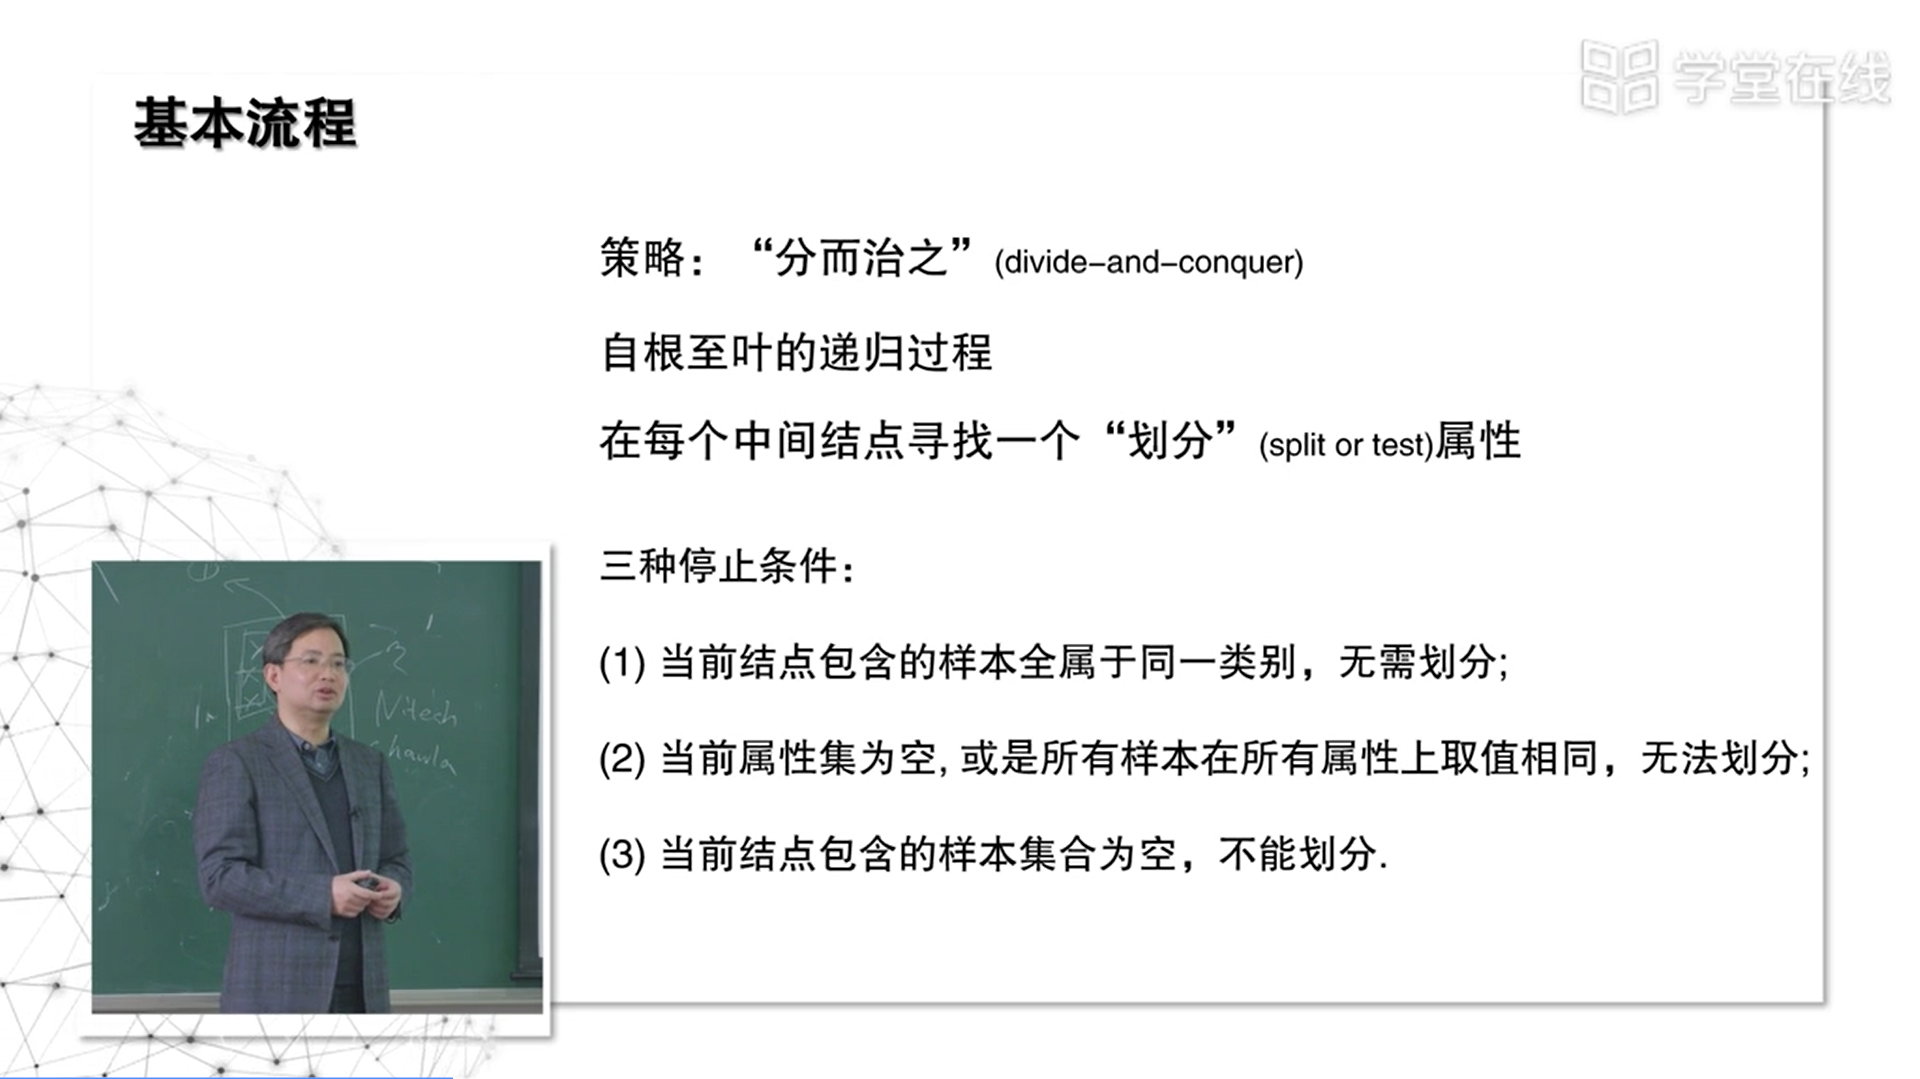 学堂在线
基本流程
策略：“分而治之”(divide-and-conquer)
自根至叶的递归过程
在每个中间结点寻找一个“划分”(split or test)属性
三种停止条件：
(1) 当前结点包含的样本全属于同一类别，无需划分;
(2) 当前属性集为空, 或是所有样本在所有属性上取值相同，无法划分;
(3) 当前结点包含的样本集合为空，不能划分.
Nitech